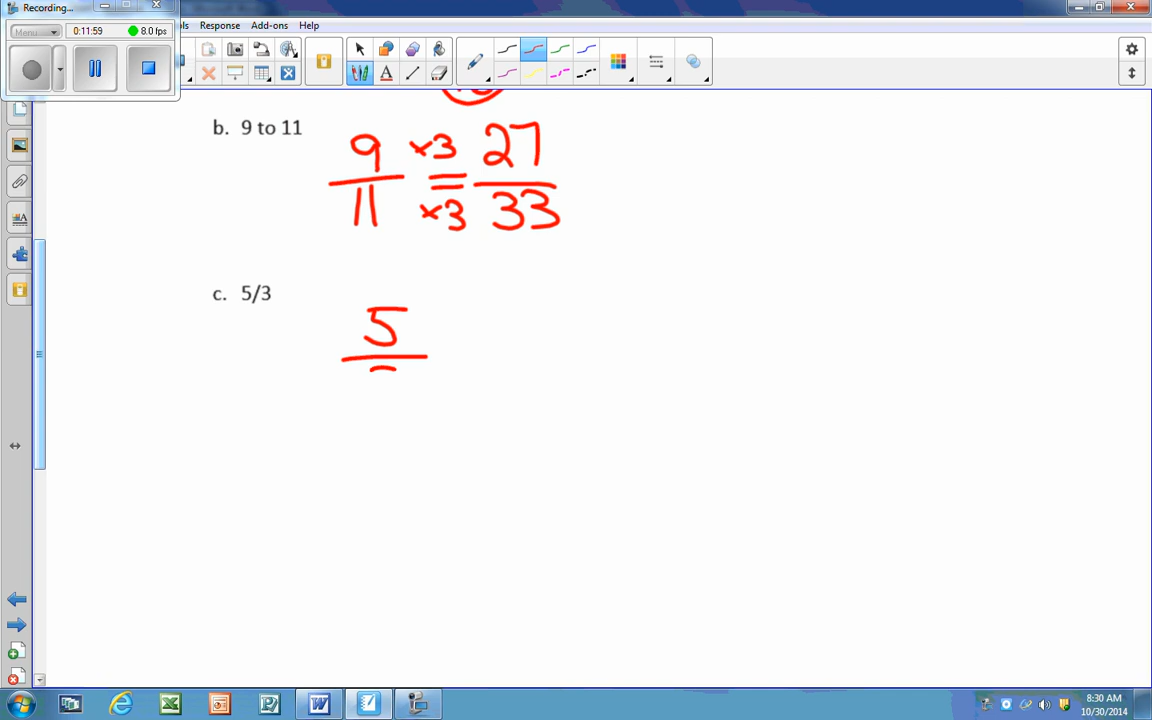 Recording...
Menu 0:11:59 8.0 fps
Response Add-ons Help
b. 9 to 11
9 ×3 27
= 
11 ×3 33
c. 5/3
5
8:30 AM
10/30/2014